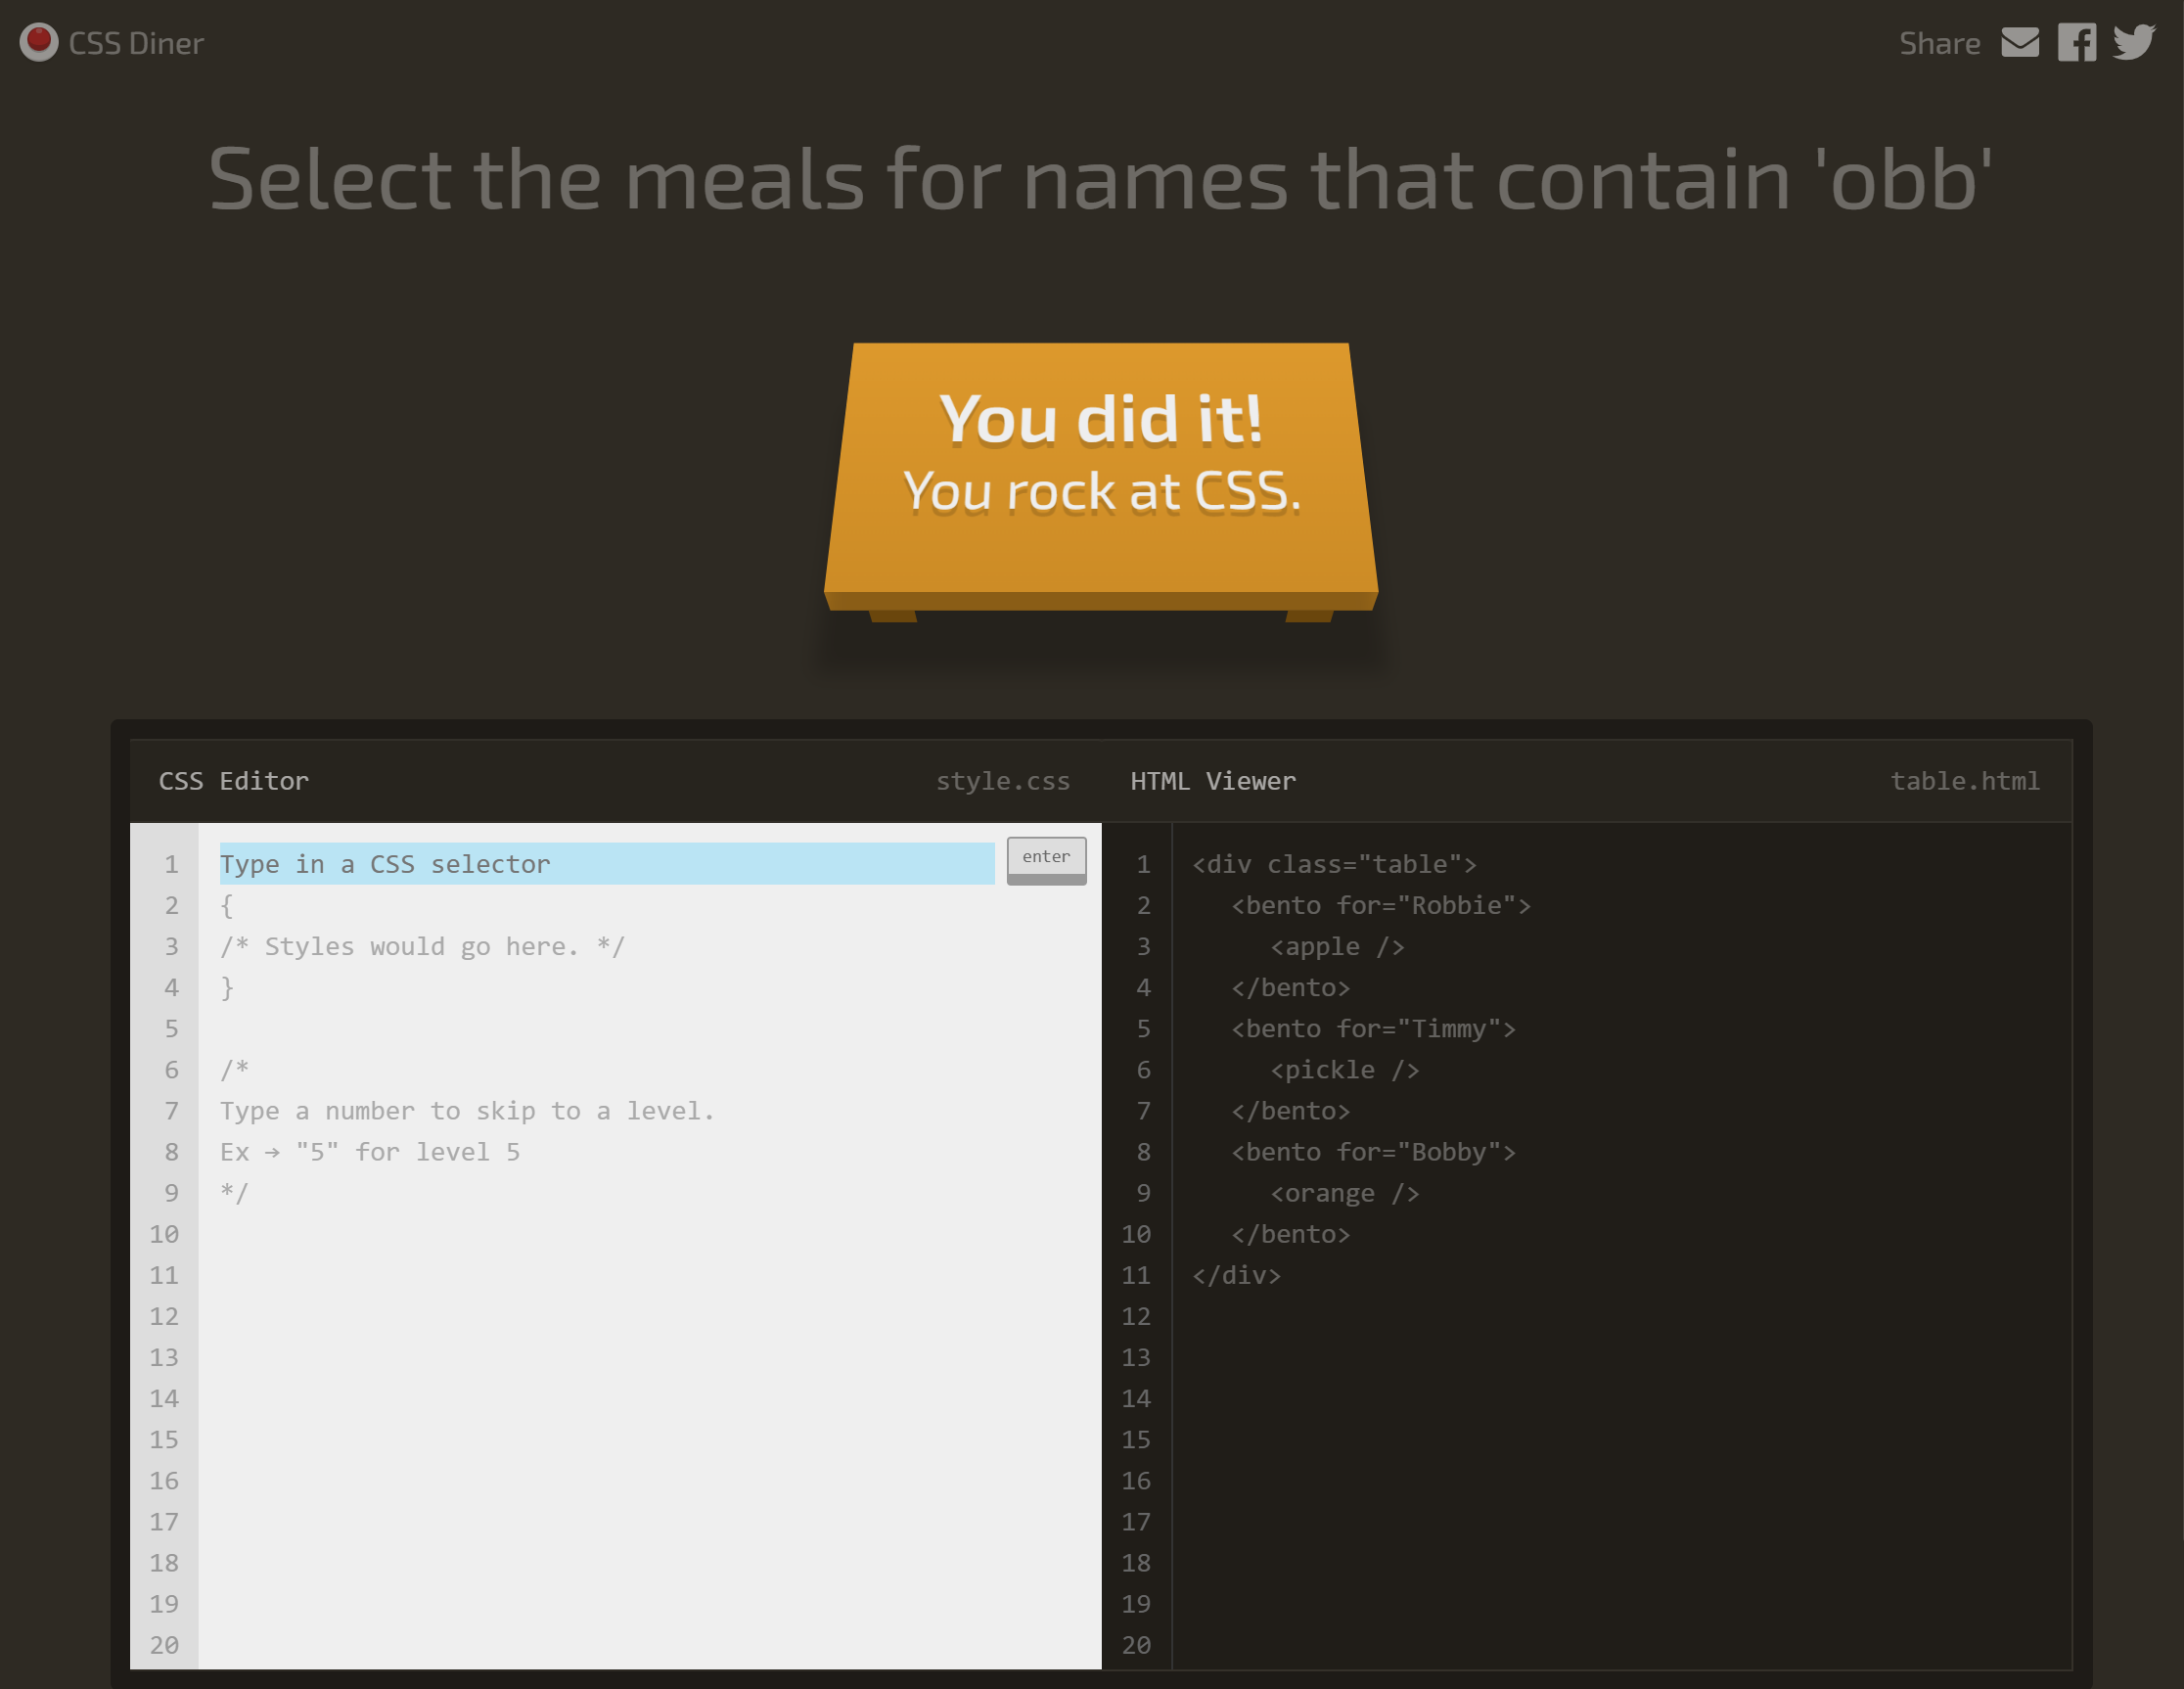 CSS Diner
Share
Select the meals for names that contain 'obb'
You did it!
You rock at CSS.
CSS Editor style.css
1 Type in a CSS selector
enter
2 {
3 /* Styles would go here. */
4 }
5
6 /*
7 Type a number to skip to a level.
8 Ex → "5" for level 5
9 */
10
11
12
13
14
15
16
17
18
19
20
HTML Viewer table.html
1 <div class="table">
2 <bento for="Robbie">
3 <apple />
4 </bento>
5 <bento for="Timmy">
6 <pickle />
7 </bento>
8 <bento for="Bobby">
9 <orange />
10 </bento>
11 </div>
12
13
14
15
16
17
18
19
20